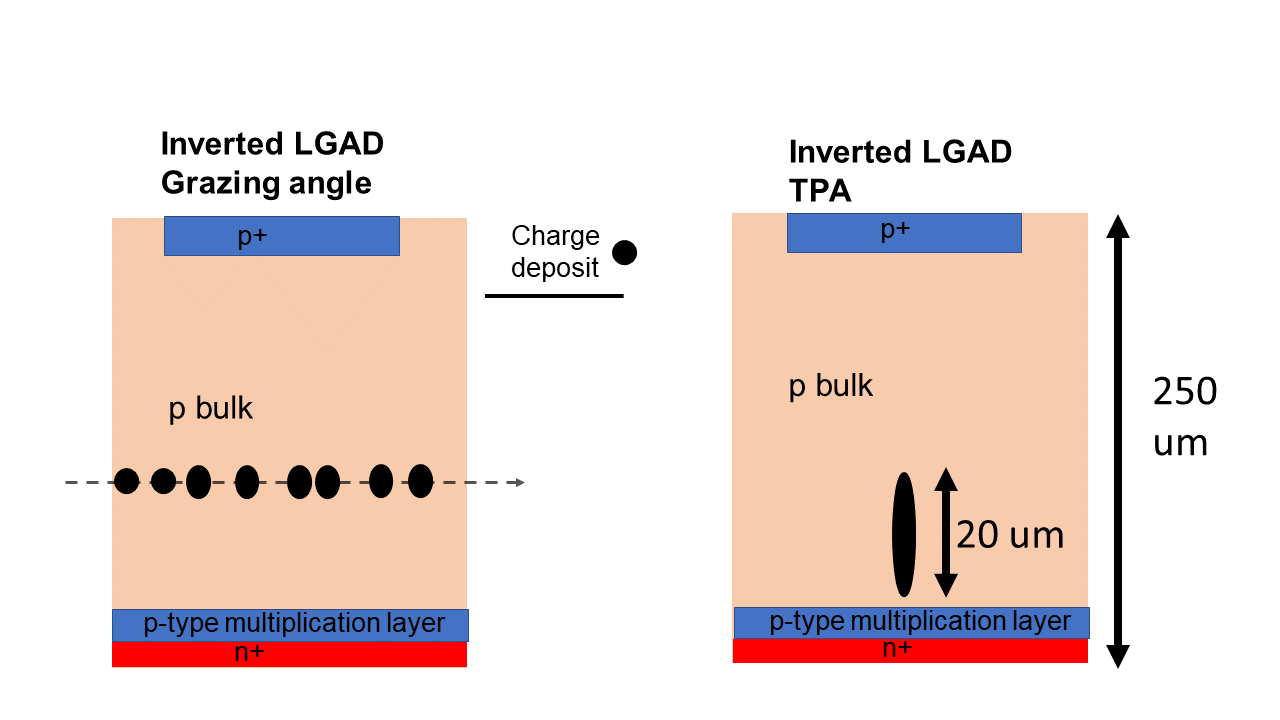 Inverted LGAD
Grazing angle
p+
Charge
deposit
p bulk
p-type multiplication layer
n+
Inverted LGAD
TPA
p+
p bulk
250
um
20 um
p-type multiplication layer
n+